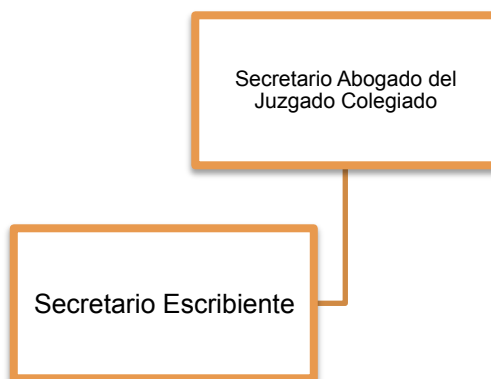 Secretario Abogado del
Juzgado Colegiado
Secretario Escribiente